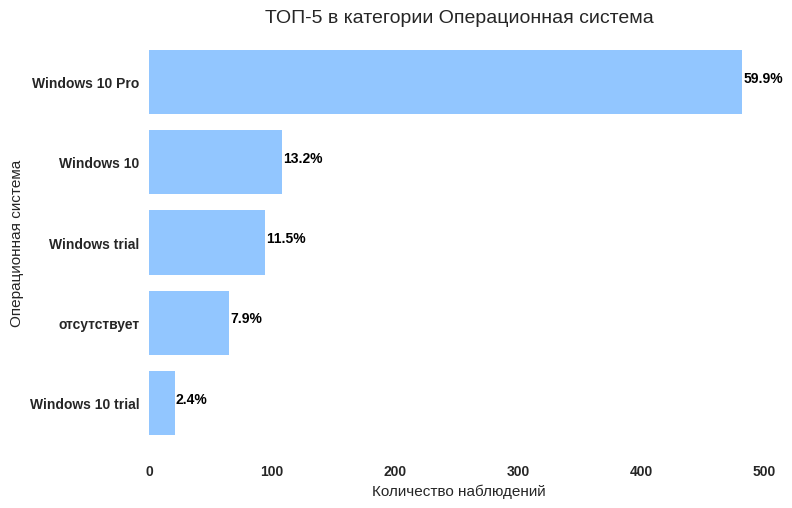 ТОП-5 в категории Операционная система
Windows 10 Pro
59.9%
Windows 10
13.2%
Windows trial
11.5%
отсутствует
7.9%
Windows 10 trial
2.4%
Операционная система
0 100 200 300 400 500
Количество наблюдений